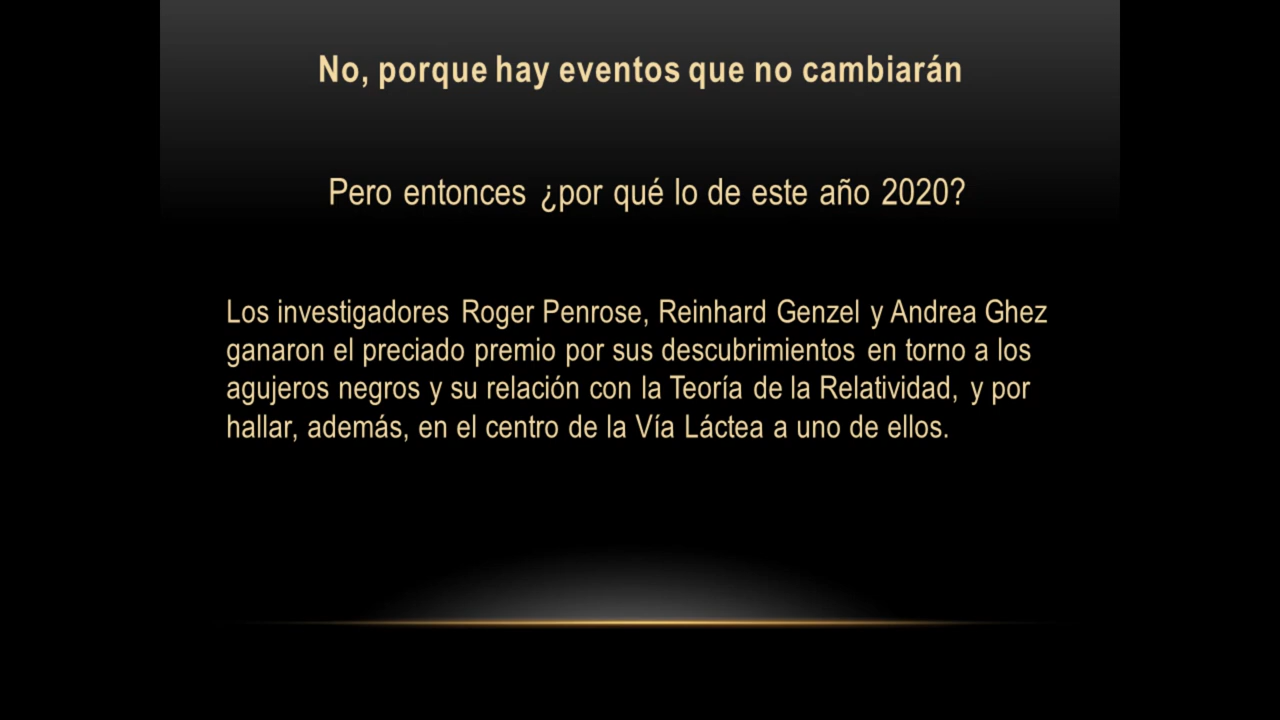 No, porque hay eventos que no cambiarán
Pero entonces ¿por qué lo de este año 2020?
Los investigadores Roger Penrose, Reinhard Genzel y Andrea Ghez
ganaron el preciado premio por sus descubrimientos en torno a los
agujeros negros y su relación con la Teoría de la Relatividad, y por
hallar, además, en el centro de la Vía Láctea a uno de ellos.